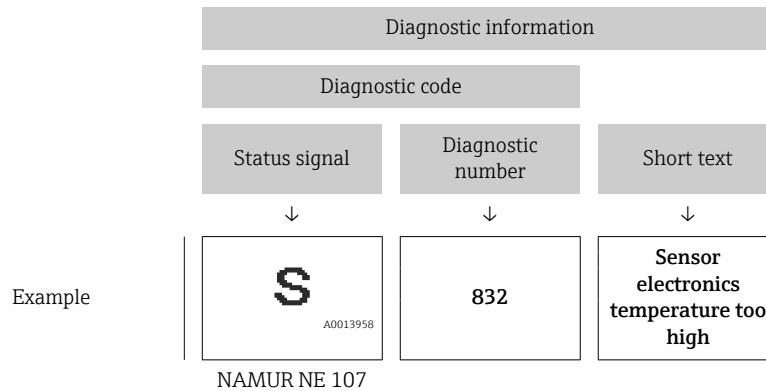 Diagnostic information
Diagnostic code
Status signal
Diagnostic
number
Short text
↓ ↓ ↓
Example
S
A0013958
832
Sensor
electronics
temperature too
high
NAMUR NE 107